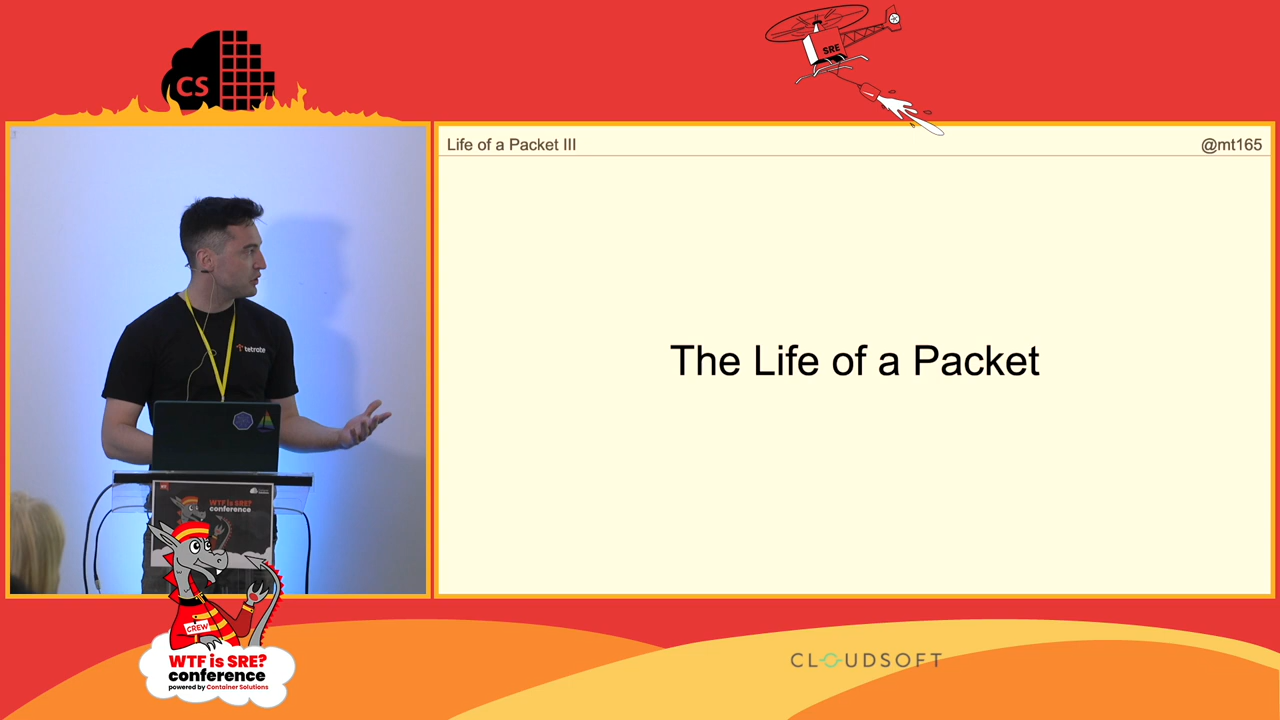 CS
SRE
Life of a Packet III
@mt165
The Life of a Packet
tetrate
WTF is SRE?
conference
CREW
WTF is SRE?
conference
powered by Container Solutions
CLOUDSOFT